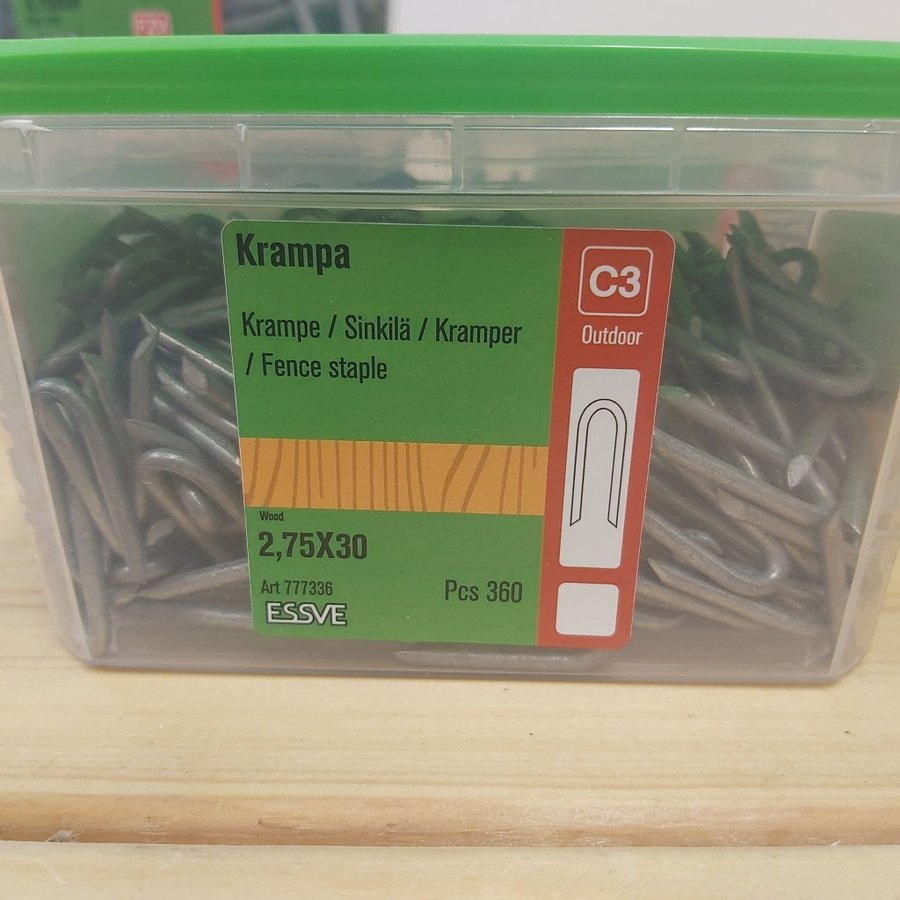 Krampa
Krampe / Sinkilä / Kramper
/ Fence staple
Wood
2,75X30
Art 777336
Pcs 360
ESSVE
C3
Outdoor